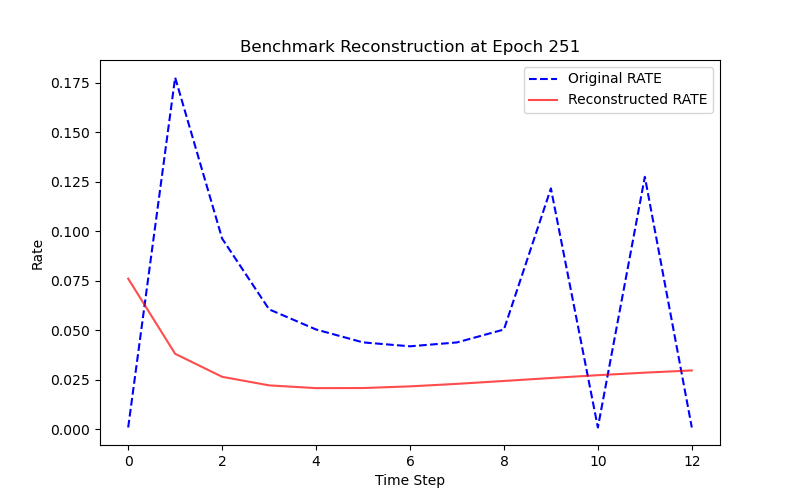 Benchmark Reconstruction at Epoch 251
Original RATE
Reconstructed RATE
0.175
0.150
0.125
0.100
0.075
0.050
0.025
0.000
Rate
0 2 4 6 8 10 12
Time Step